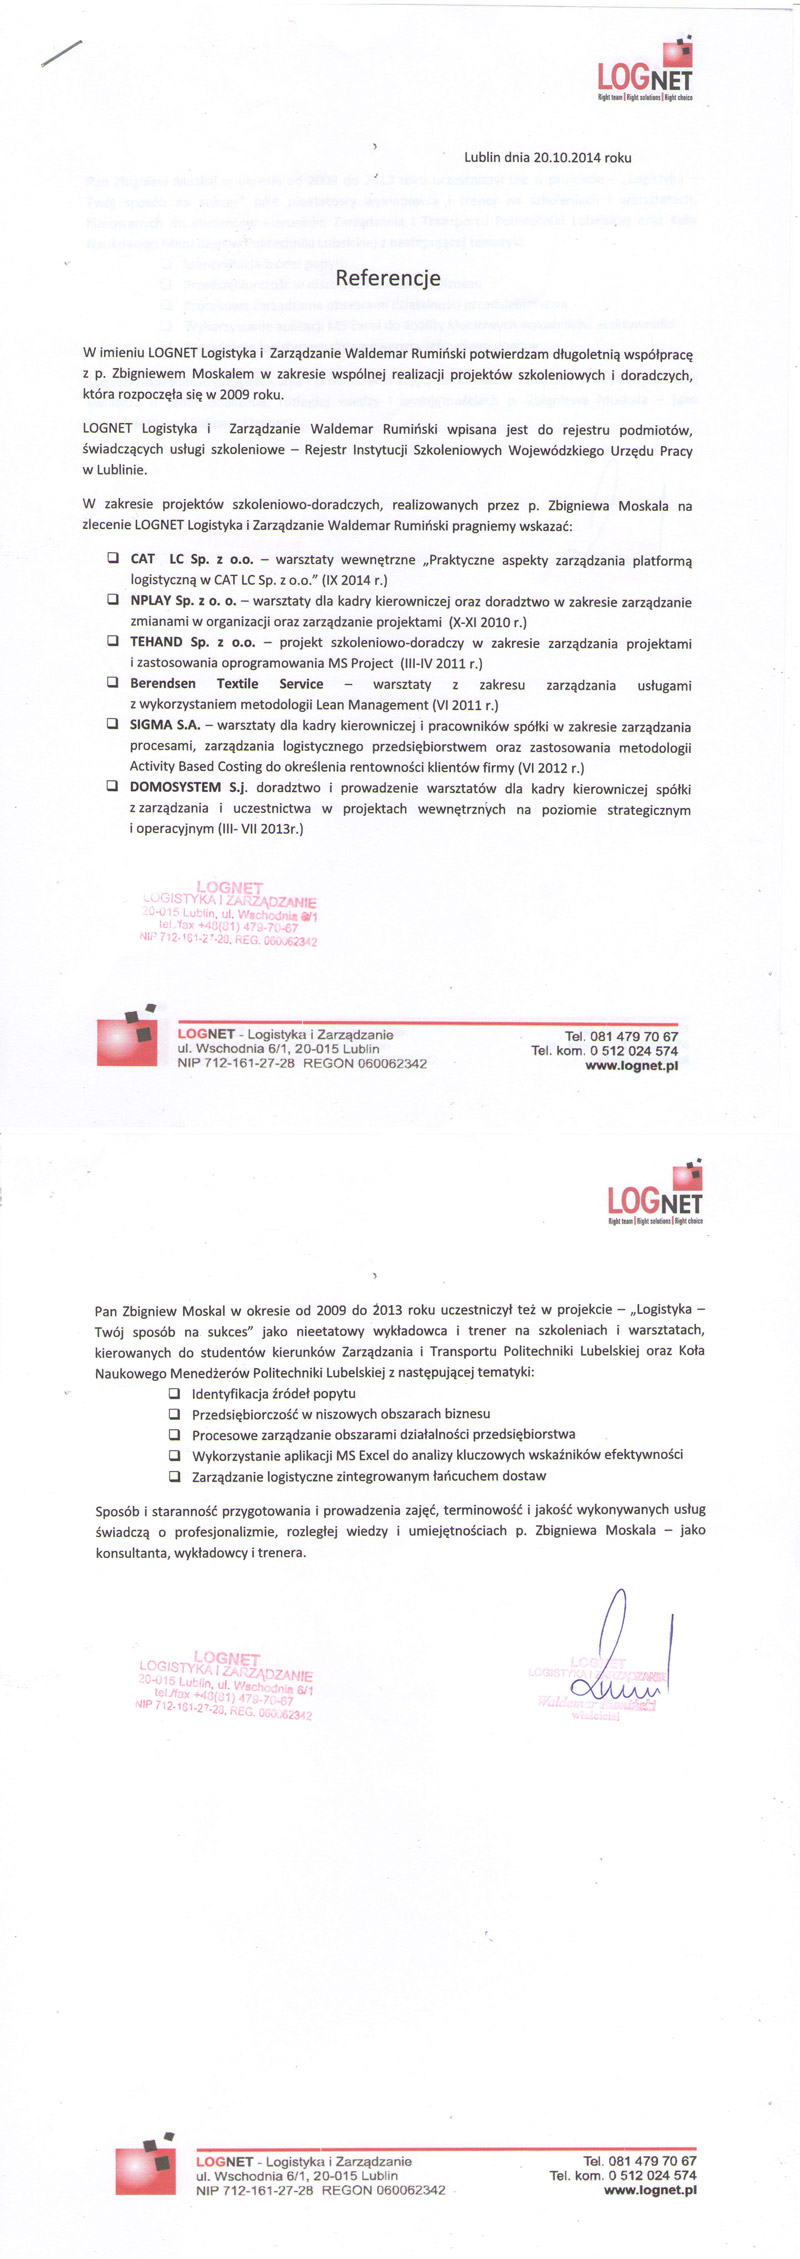 LOGNET
Right team | Right solutions | Right choice
Lublin dnia 20.10.2014 roku
Referencje
W imieniu LOGNET Logistyka i Zarządzanie Waldemar Rumiński potwierdzam długoletnią współpracę
z p. Zbigniewem Moskalem w zakresie wspólnej realizacji projektów szkoleniowych i doradczych,
która rozpoczęła się w 2009 roku.
LOGNET Logistyka i Zarządzanie Waldemar Rumiński wpisana jest do rejestru podmiotów,
świadczących usługi szkoleniowe – Rejestr Instytucji Szkoleniowych Wojewódzkiego Urzędu Pracy
w Lublinie.
W zakresie projektów szkoleniowo-doradczych, realizowanych przez p. Zbigniewa Moskala na
zlecenie LOGNET Logistyka i Zarządzanie Waldemar Rumiński pragniemy wskazać:
❑ CAT LC Sp. z o.o. – warsztaty wewnętrzne „Praktyczne aspekty zarządzania platformą
logistyczną w CAT LC Sp. z o.o.” (IX 2014 r.)
❑ NPLAY Sp. z o. o. – warsztaty dla kadry kierowniczej oraz doradztwo w zakresie zarządzanie
zmianami w organizacji oraz zarządzanie projektami (X-XI 2010 r.)
❑ TEHAND Sp. z o.o. – projekt szkoleniowo-doradczy w zakresie zarządzania projektami
i zastosowania oprogramowania MS Project (III-IV 2011 r.)
❑ Berendsen Textile Service – warsztaty z zakresu zarządzania usługami
z wykorzystaniem metodologii Lean Management (VI 2011 r.)
❑ SIGMA S.A. – warsztaty dla kadry kierowniczej i pracowników spółki w zakresie zarządzania
procesami, zarządzania logistycznego przedsiębiorstwem oraz zastosowania metodologii
Activity Based Costing do określenia rentowności klientów firmy (VI 2012 r.)
❑ DOMOSYSTEM S.j. doradztwo i prowadzenie warsztatów dla kadry kierowniczej spółki
z zarządzania i uczestnictwa w projektach wewnętrznych na poziomie strategicznym
i operacyjnym (III- VII 2013r.)
LOGNET
LOGISTYKA I ZARZĄDZANIE
20-015 Lublin, ul. Wschodnia 6/1
tel./fax +48(81) 479-70-67
NIP 712-161-27-28, REG. 060062342
LOGNET - Logistyka i Zarządzanie
ul. Wschodnia 6/1, 20-015 Lublin
NIP 712-161-27-28 REGON 060062342
Tel. 081 479 70 67
Tel. kom. 0 512 024 574
www.lognet.pl
LOGNET
Right team | Right solutions | Right choice
Pan Zbigniew Moskal w okresie od 2009 do 2013 roku uczestniczył też w projekcie – „Logistyka –
Twój sposób na sukces” jako nieetatowy wykładowca i trener na szkoleniach i warsztatach,
kierowanych do studentów kierunków Zarządzania i Transportu Politechniki Lubelskiej oraz Koła
Naukowego Menedżerów Politechniki Lubelskiej z następującej tematyki:
❑ Identyfikacja źródeł popytu
❑ Przedsiębiorczość w niszowych obszarach biznesu
❑ Procesowe zarządzanie obszarami działalności przedsiębiorstwa
❑ Wykorzystanie aplikacji MS Excel do analizy kluczowych wskaźników efektywności
❑ Zarządzanie logistyczne zintegrowanym łańcuchem dostaw
Sposób i staranność przygotowania i prowadzenia zajęć, terminowość i jakość wykonywanych usług
świadczą o profesjonalizmie, rozległej wiedzy i umiejętnościach p. Zbigniewa Moskala – jako
konsultanta, wykładowcy i trenera.
LOGNET
LOGISTYKA I ZARZĄDZANIE
20-015 Lublin, ul. Wschodnia 6/1
tel./fax +48(81) 479-70-67
NIP 712-161-27-28, REG. 060062342
LOGNET
LOGISTYKA I ZARZĄDZANIE
Waldemar Rumiński
właściciel
LOGNET - Logistyka i Zarządzanie
ul. Wschodnia 6/1, 20-015 Lublin
NIP 712-161-27-28 REGON 060062342
Tel. 081 479 70 67
Tel. kom. 0 512 024 574
www.lognet.pl